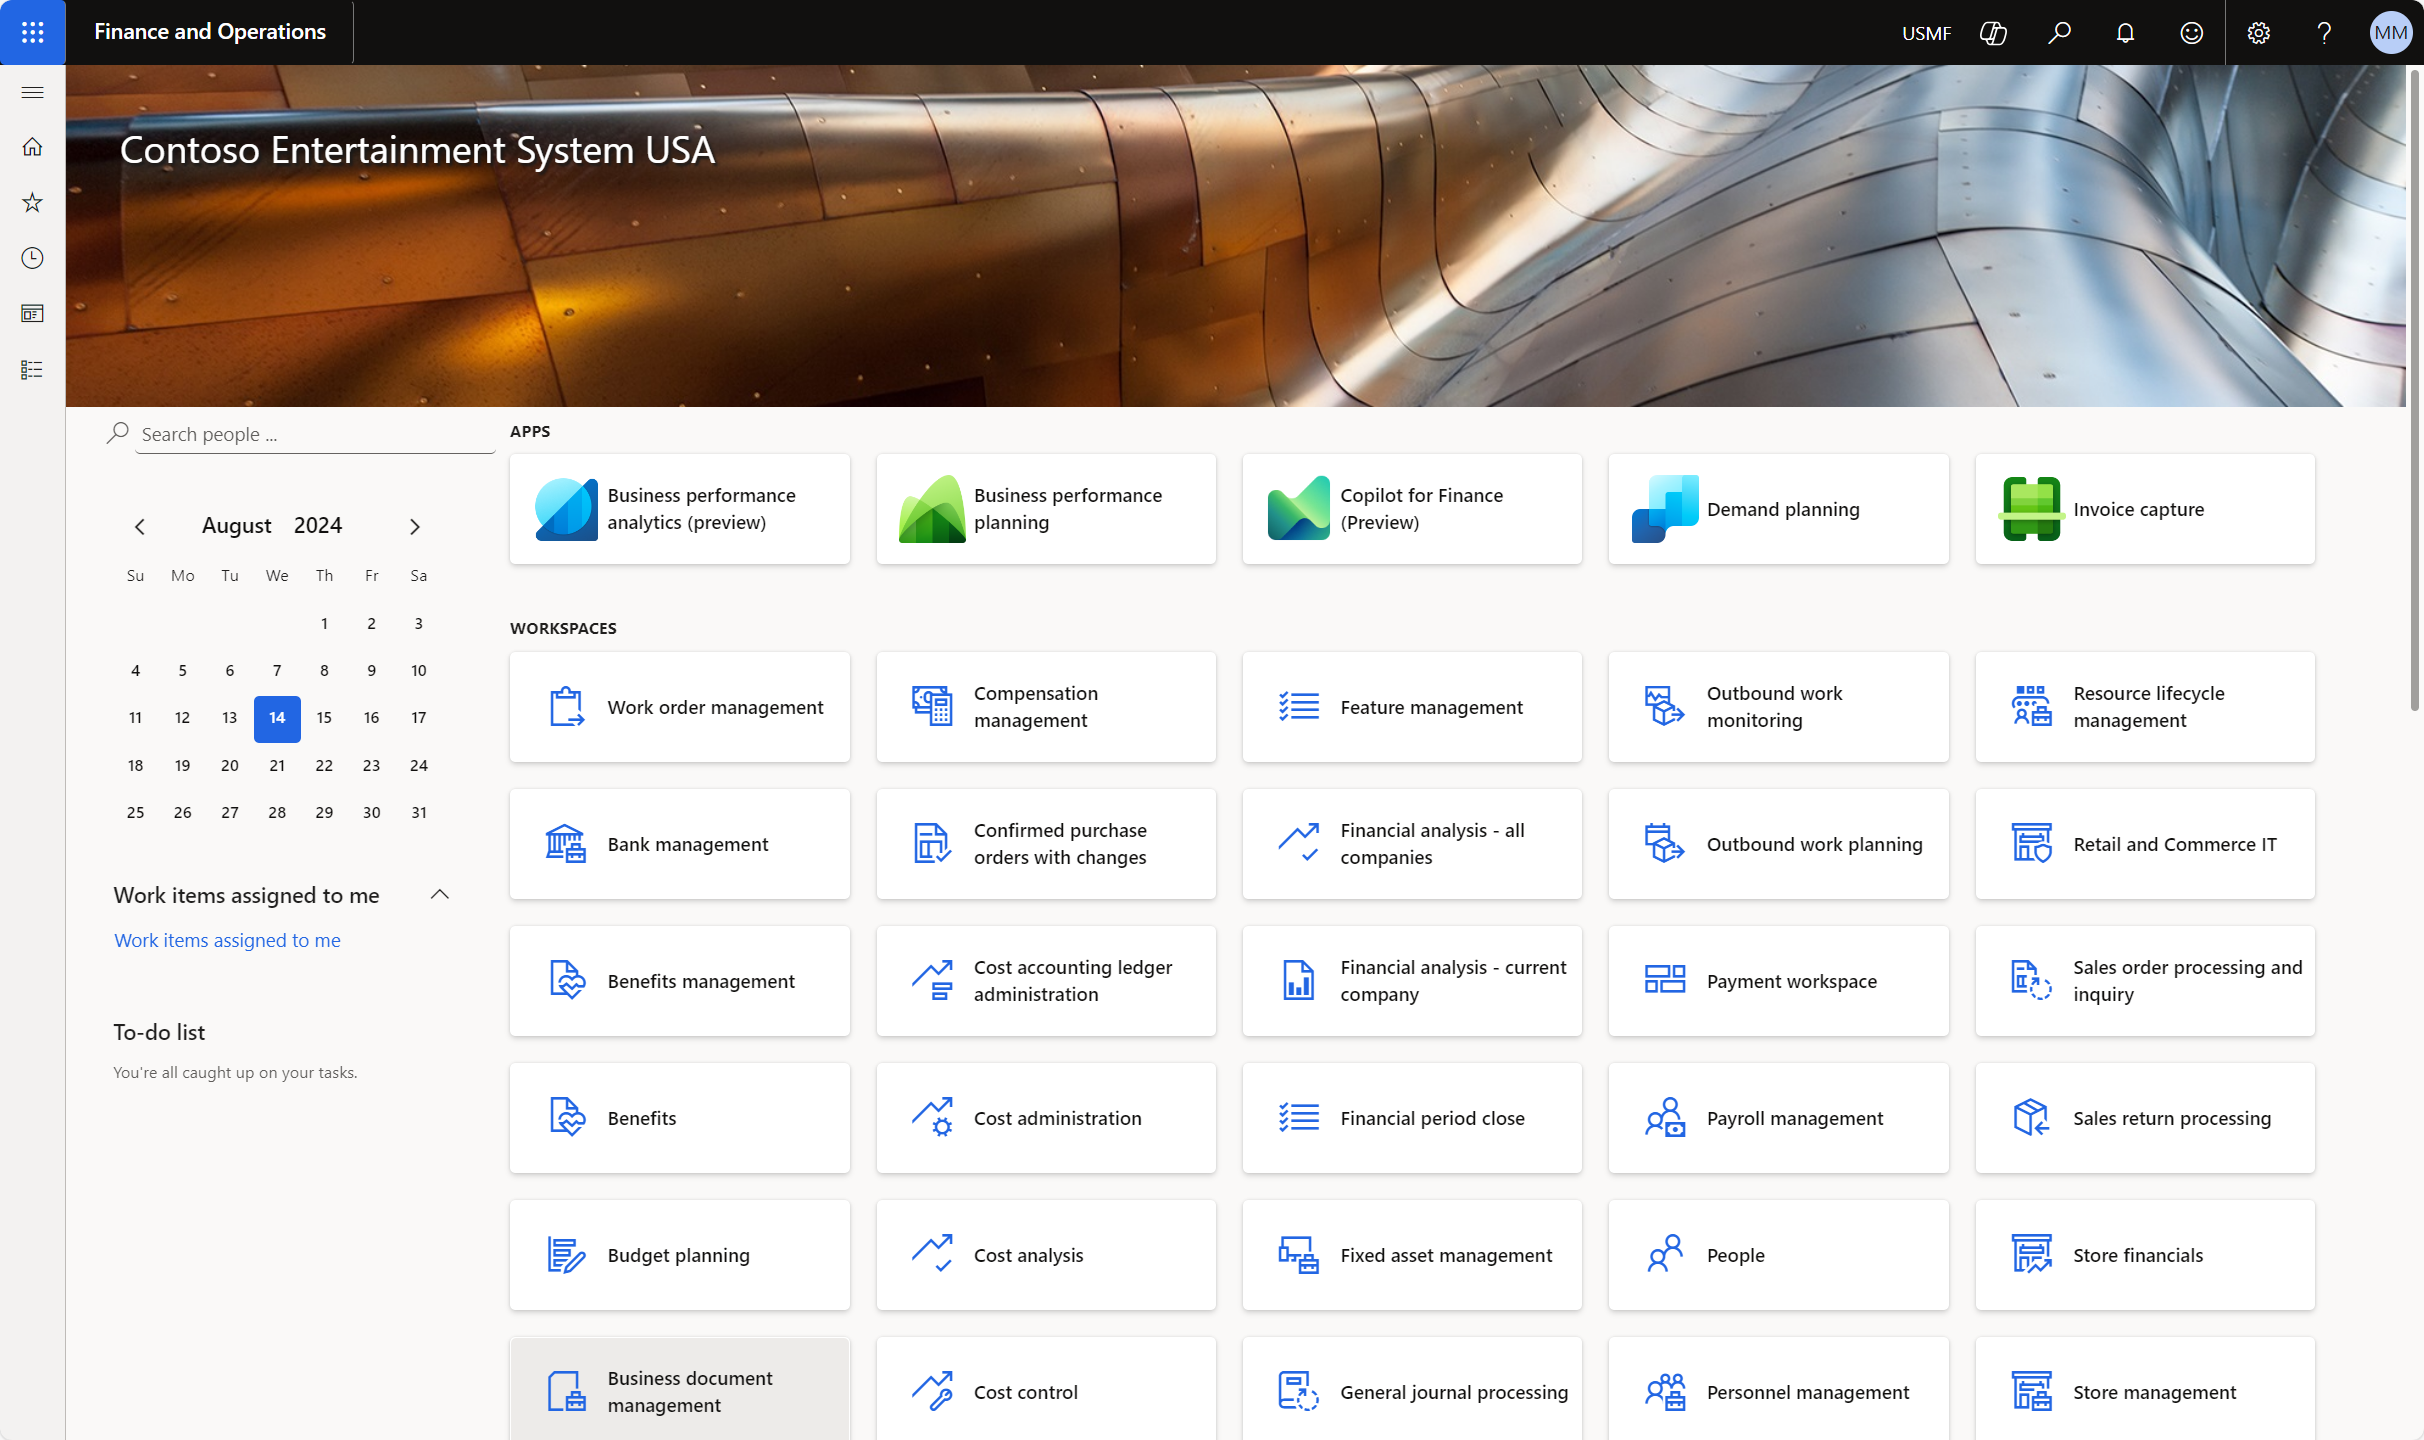 Finance and Operations
USMF
MM
Contoso Entertainment System USA
Search people ...
August 2024
Su Mo Tu We Th Fr Sa
1 2 3
4 5 6 7 8 9 10
11 12 13 14 15 16 17
18 19 20 21 22 23 24
25 26 27 28 29 30 31
Work items assigned to me
Work items assigned to me
To-do list
You're all caught up on your tasks.
APPS
Business performance
analytics (preview)
Business performance
planning
Copilot for Finance
(Preview)
Demand planning
Invoice capture
WORKSPACES
Work order management
Compensation
management
Feature management
Outbound work
monitoring
Resource lifecycle
management
Bank management
Confirmed purchase
orders with changes
Financial analysis - all
companies
Outbound work planning
Retail and Commerce IT
Benefits management
Cost accounting ledger
administration
Financial analysis - current
company
Payment workspace
Sales order processing and
inquiry
Benefits
Cost administration
Financial period close
Payroll management
Sales return processing
Budget planning
Cost analysis
Fixed asset management
People
Store financials
Business document
management
Cost control
General journal processing
Personnel management
Store management